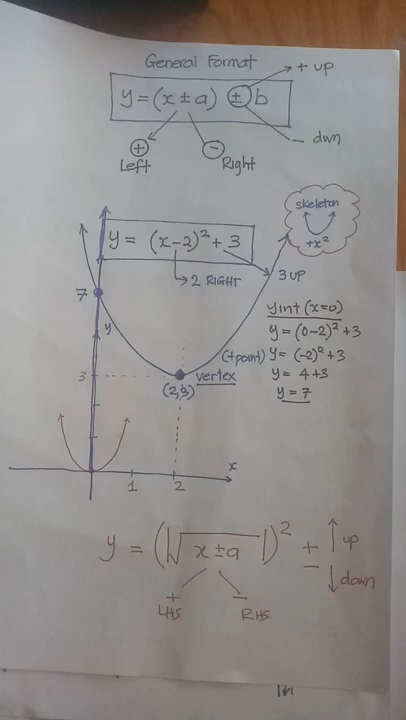 General Format
y = (x ± a) ± b
+ up
- dwn
+ Left
- Right
skeleton
+x²
y = (x-2)² + 3
2 RIGHT
3 UP
7
y
yint (x=0)
y = (0-2)² + 3
y = (-2)² + 3
y = 4+3
y = 7
(tpoint)
vertex
3
(2,3)
1
2
x
y = (√x ± a)² ±
up
down
+
LHS
-
RHS